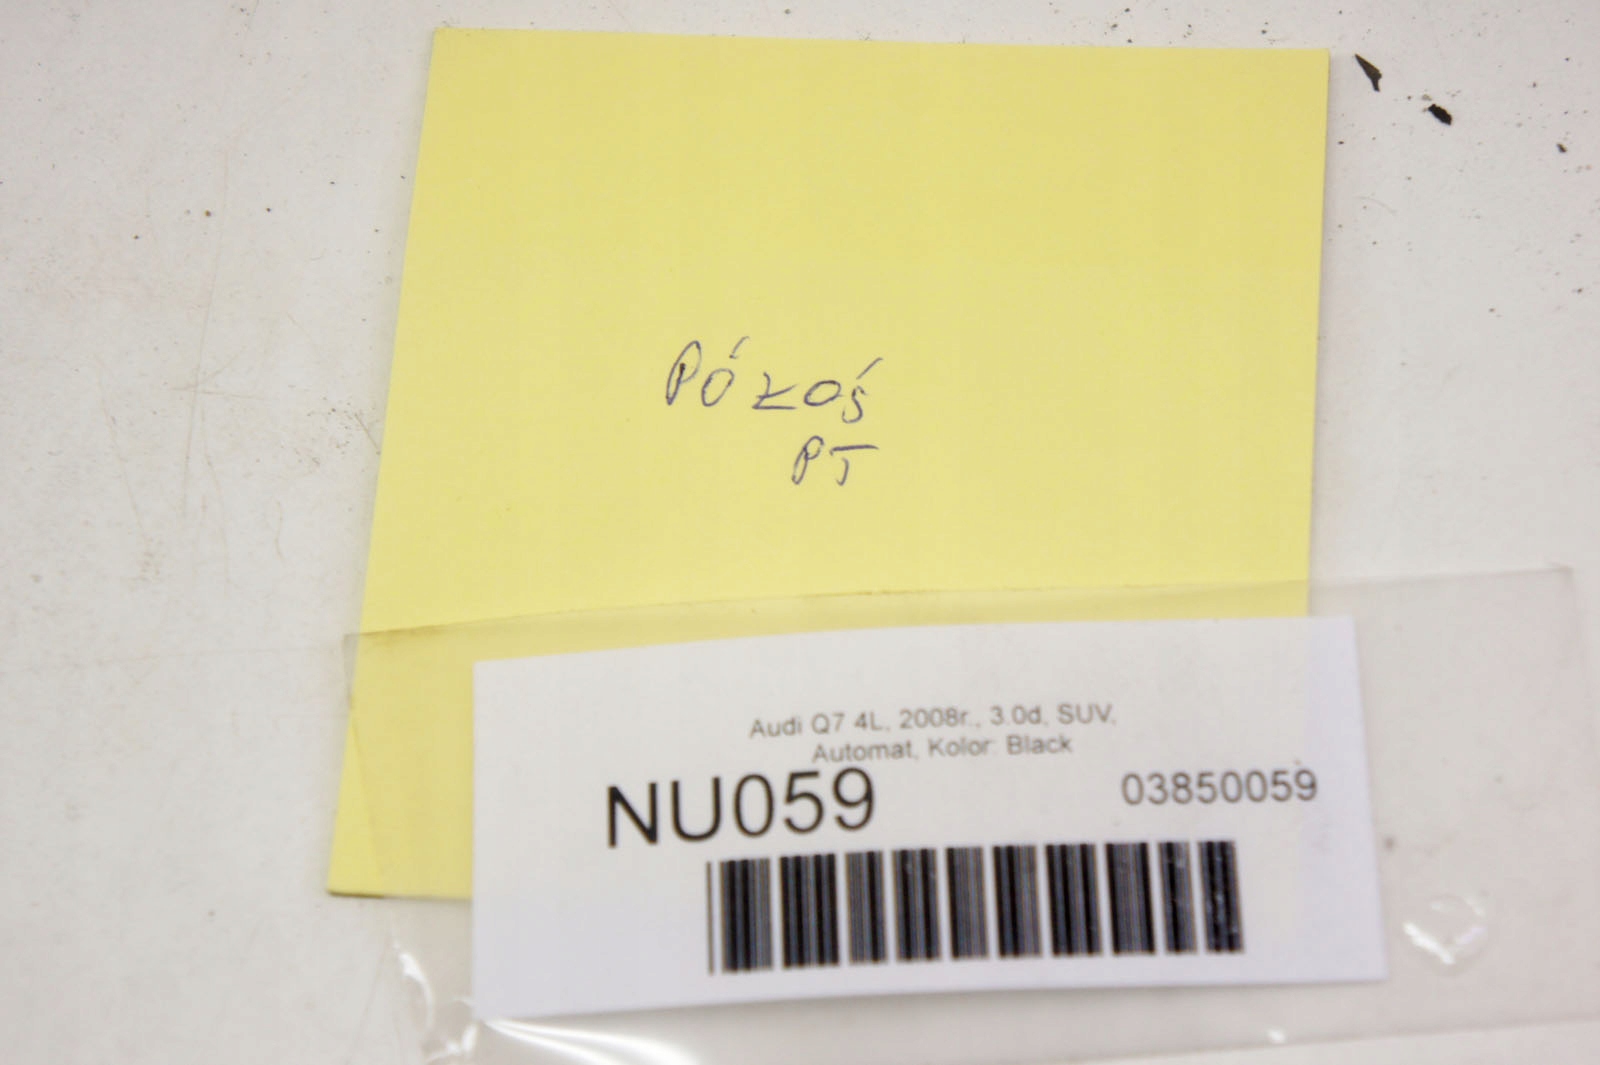 PÓŁOŚ
PT
Audi Q7 4L, 2008r., 3.0d, SUV,
Automat, Kolor: Black
NU059
03850059